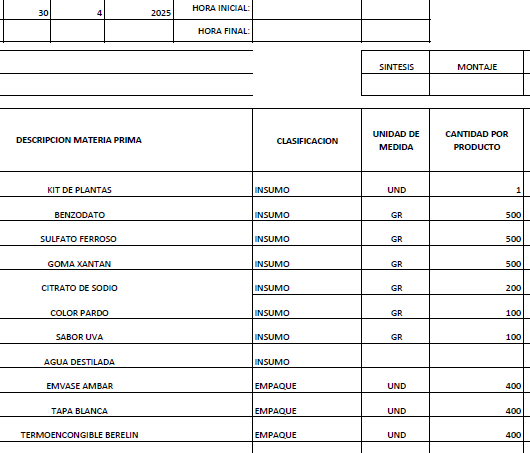 30 4 2025 HORA INICIAL:
HORA FINAL:
SINTESIS MONTAJE
DESCRIPCION MATERIA PRIMA CLASIFICACION UNIDAD DE MEDIDA CANTIDAD POR PRODUCTO
KIT DE PLANTAS INSUMO UND 1
BENZODATO INSUMO GR 500
SULFATO FERROSO INSUMO GR 500
GOMA XANTAN INSUMO GR 500
CITRATO DE SODIO INSUMO GR 200
COLOR PARDO INSUMO GR 100
SABOR UVA INSUMO GR 100
AGUA DESTILADA INSUMO
EMVASE AMBAR EMPAQUE UND 400
TAPA BLANCA EMPAQUE UND 400
TERMOENCONGIBLE BERELIN EMPAQUE UND 400